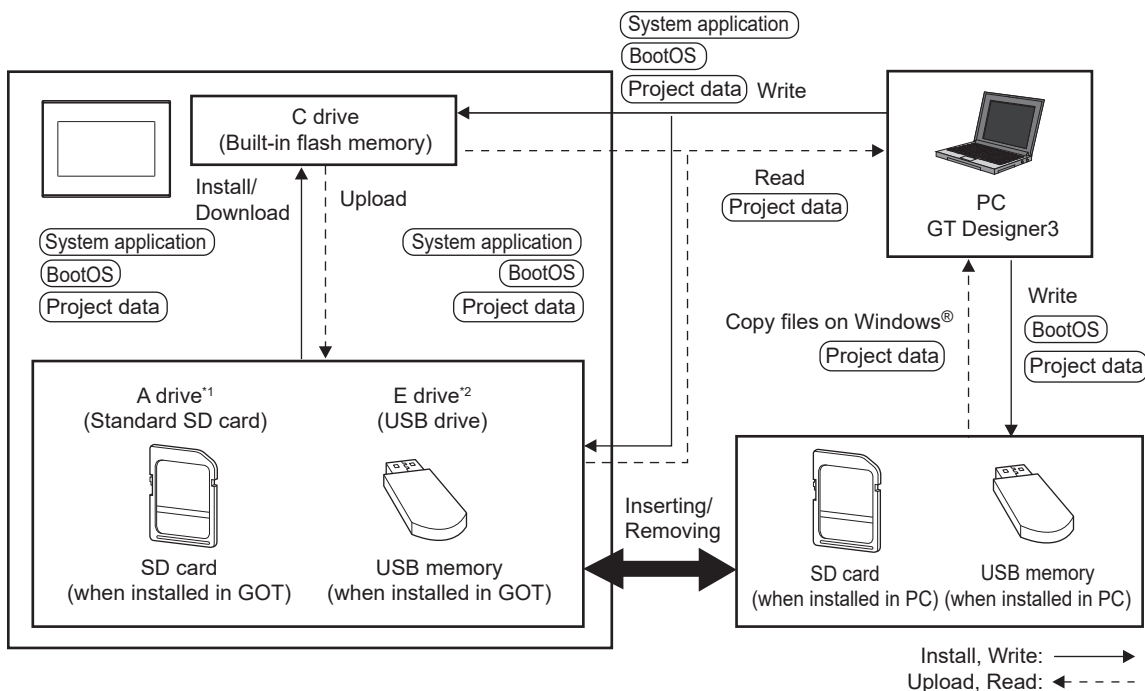 System application
BootOS
Project data Write
C drive
(Built-in flash memory)
Install/
Download
Upload
Read
Project data
PC
GT Designer3
System application
BootOS
Project data
System application
BootOS
Project data
Write
BootOS
Project data
Copy files on Windows®
Project data
A drive*1
(Standard SD card)
E drive*2
(USB drive)
SD card
(when installed in GOT)
USB memory
(when installed in GOT)
Inserting/
Removing
SD card
(when installed in PC)
USB memory
(when installed in PC)
Install, Write:
Upload, Read: